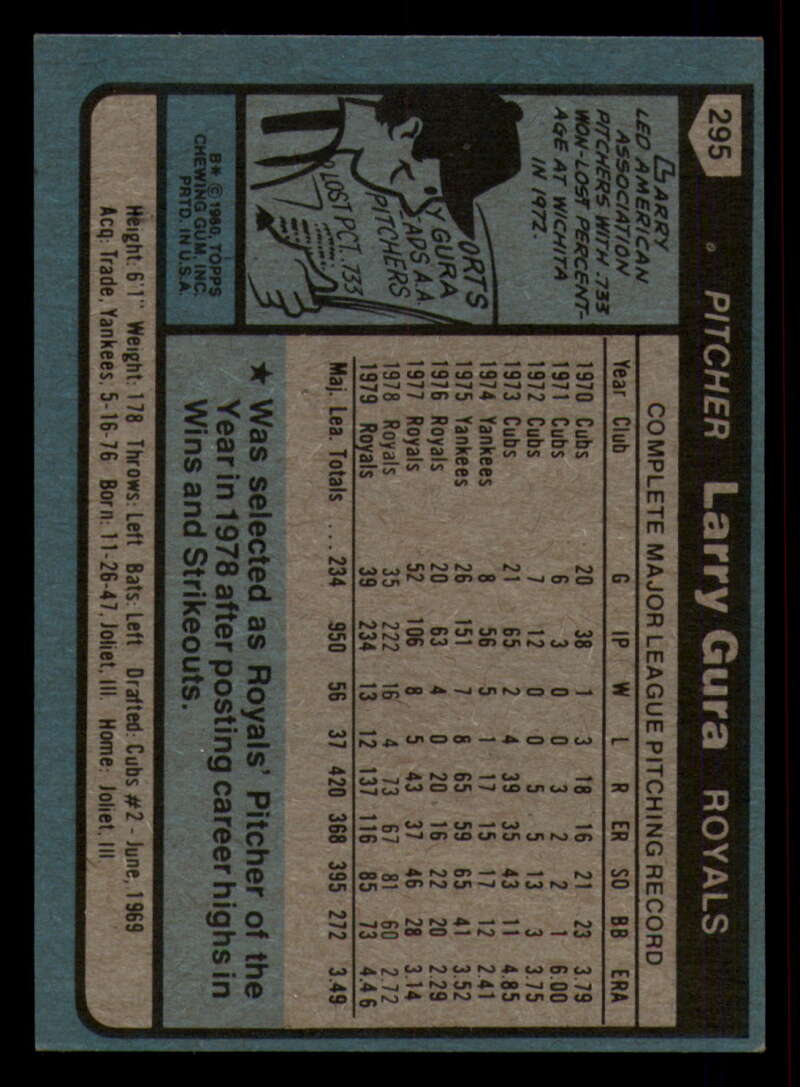 295
PITCHER Larry Gura ROYALS
LARRY
LED AMERICAN
ASSOCIATION
PITCHERS WITH .733
WON-LOST PERCENT-
AGE AT WICHITA
IN 1972.
ORTS
Y GURA
EADS A.A.
PITCHERS
LOST PCT. .733
B* © 1980, TOPPS
CHEWING GUM, INC.
PRTD. IN U.S.A.
COMPLETE MAJOR LEAGUE PITCHING RECORD
Year Club G IP W L R ER SO BB ERA
1970 Cubs 20 38 1 3 18 16 21 23 3.79
1971 Cubs 6 3 0 0 3 2 2 1 6.00
1972 Cubs 7 12 0 0 5 5 13 3 3.75
1973 Cubs 21 65 2 4 39 35 43 11 4.85
1974 Yankees 8 56 5 1 17 15 17 12 2.41
1975 Yankees 26 151 7 8 65 59 65 41 3.52
1976 Royals 20 63 4 0 20 16 22 20 2.29
1977 Royals 52 106 8 5 43 37 46 28 3.14
1978 Royals 35 222 16 4 73 67 81 60 2.72
1979 Royals 39 234 13 12 137 116 85 73 4.46
Maj. Lea. Totals ....234 950 56 37 420 368 395 272 3.49
★ Was selected as Royals' Pitcher of the
Year in 1978 after posting career highs in
Wins and Strikeouts.
Height: 6'1" Weight: 178 Throws: Left Bats: Left Drafted: Cubs #2 - June, 1969
Acq: Trade, Yankees, 5-16-76 Born: 11-26-47, Joliet, Ill. Home: Joliet, Ill